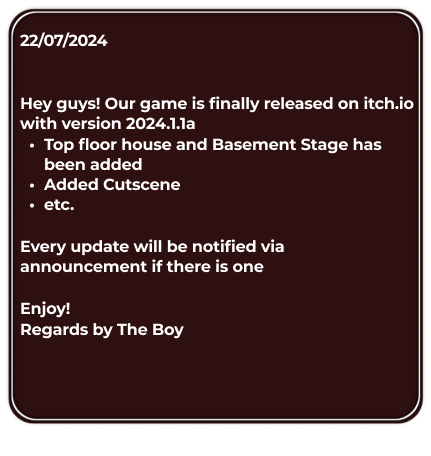 22/07/2024
Hey guys! Our game is finally released on itch.io
with version 2024.1.1a
• Top floor house and Basement Stage has
been added
• Added Cutscene
• etc.
Every update will be notified via
announcement if there is one
Enjoy!
Regards by The Boy